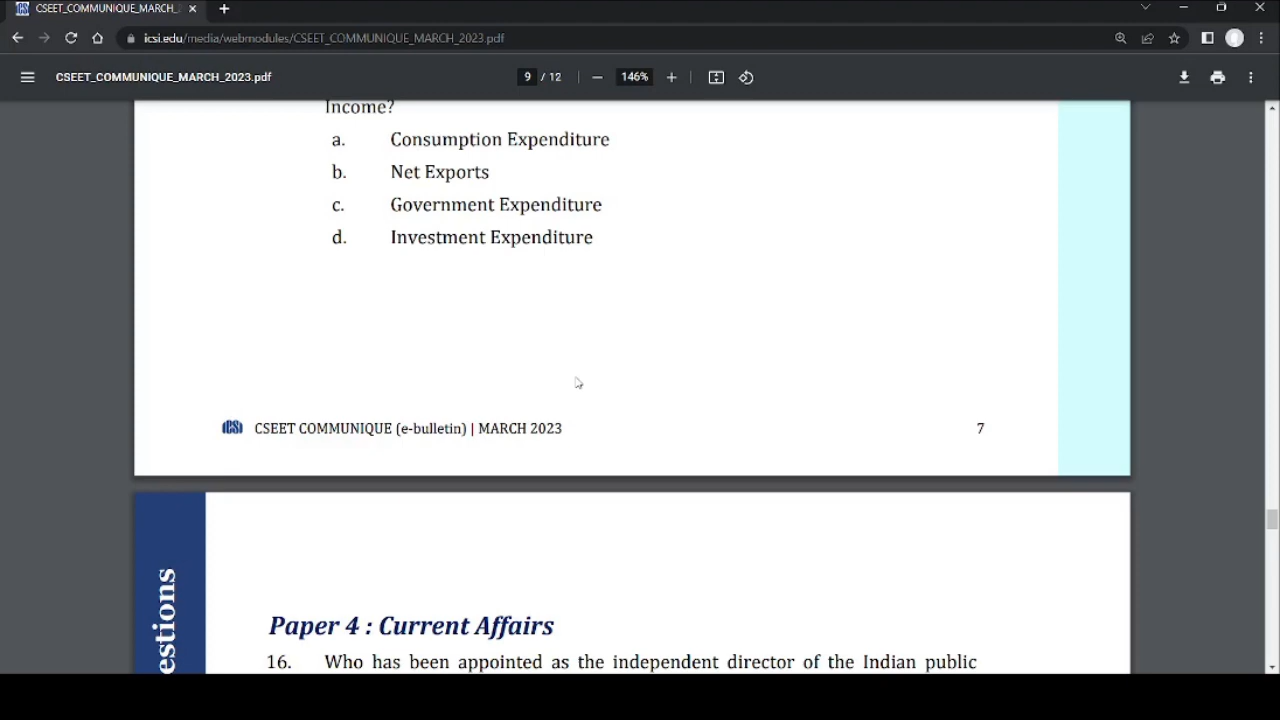 CSEET_COMMUNIQUE_MARCH_
icsi.edu/media/webmodules/CSEET_COMMUNIQUE_MARCH_2023.pdf
CSEET_COMMUNIQUE_MARCH_2023.pdf
9 / 12
146%
Income?
a. Consumption Expenditure
b. Net Exports
c. Government Expenditure
d. Investment Expenditure
CSEET COMMUNIQUE (e-bulletin) | MARCH 2023 7
estions
Paper 4 : Current Affairs
16. Who has been appointed as the independent director of the Indian public